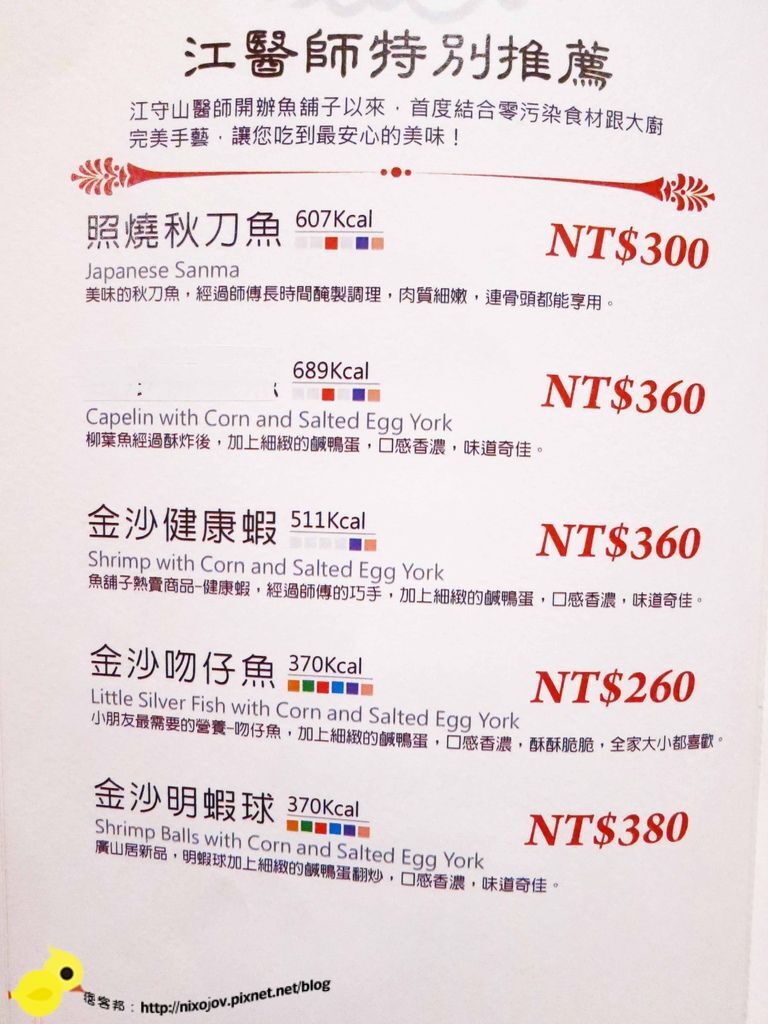 江醫師特別推薦
江守山醫師開辦魚舖子以來，首度結合零污染食材跟大廚
完美手藝，讓您吃到最安心的美味！
照燒秋刀魚 607Kcal NT$300
Japanese Sanma
美味的秋刀魚，經過師傅長時間醃製調理，肉質細嫩，連骨頭都能享用。
689Kcal NT$360
Capelin with Corn and Salted Egg York
柳葉魚經過酥炸後，加上細緻的鹹鴨蛋，口感香濃，味道奇佳。
金沙健康蝦 511Kcal NT$360
Shrimp with Corn and Salted Egg York
魚舖子熱賣商品-健康蝦，經過師傅的巧手，加上細緻的鹹鴨蛋，口感香濃，味道奇佳。
金沙吻仔魚 370Kcal NT$260
Little Silver Fish with Corn and Salted Egg York
小朋友最需要的營養-吻仔魚，加上細緻的鹹鴨蛋，口感香濃，酥酥脆脆，全家大小都喜歡。
金沙明蝦球 370Kcal NT$380
Shrimp Balls with Corn and Salted Egg York
廣山居新品，明蝦球加上細緻的鹹鴨蛋翻炒，口感香濃，味道奇佳。
痞客邦：http://nixojov.pixnet.net/blog